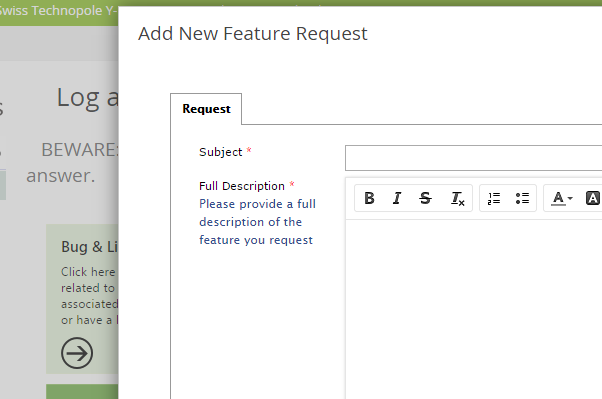 Swiss Technopole Y-
Add New Feature Request
Log a
BEWARE:
answer.
Request
Subject *
Full Description *
Please provide a full
description of the
feature you request
B I S Tx
A A
Bug & Li
Click here
related to
associated
or have a